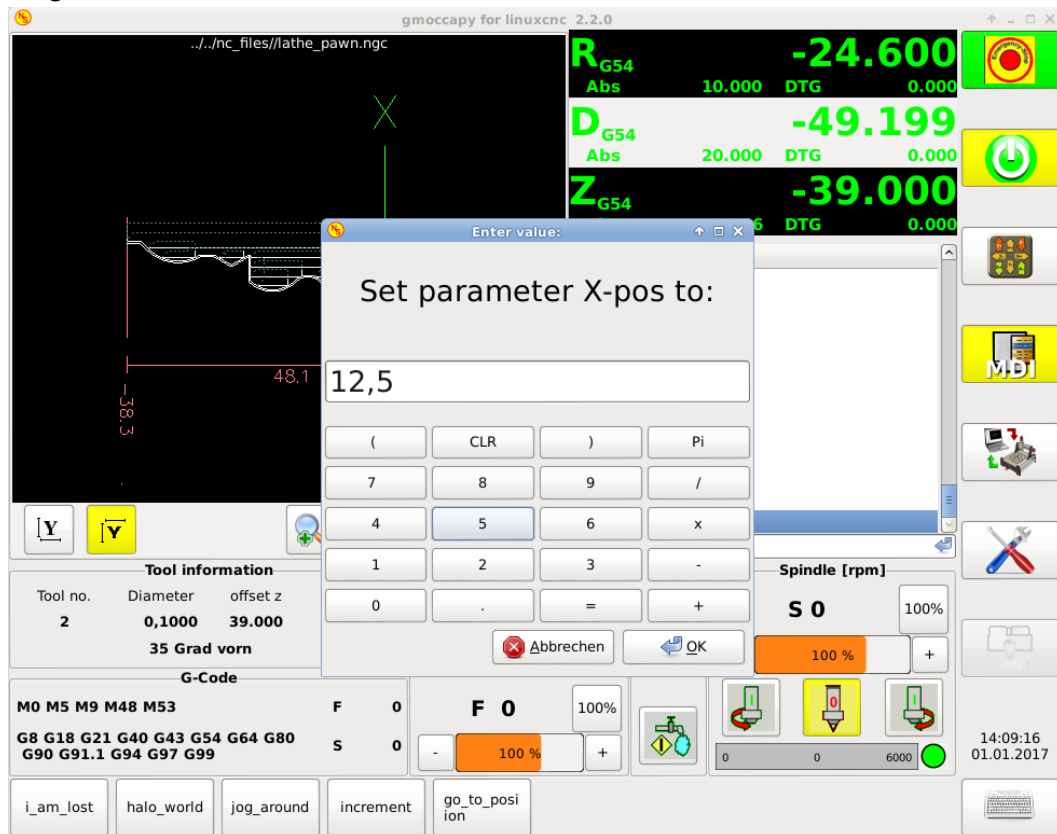 gmoccapy for linuxcnc 2.2.0
../../nc_files//lathe_pawn.ngc
X
48.1
-38.3
R G54 -24.600
Abs 10.000 DTG 0.000
D G54 -49.199
Abs 20.000 DTG 0.000
Z G54 -39.000
6 DTG 0.000
Emergency-Stop
MDI
Enter value:
Set parameter X-pos to:
12,5
( CLR ) Pi
7 8 9 /
4 5 6 x
1 2 3 -
0 . = +
Abbrechen OK
Y Y
Tool information
Tool no. Diameter offset z
2 0,1000 39.000
35 Grad vorn
Spindle [rpm]
S 0 100%
100 % +
0 0 6000
G-Code
M0 M5 M9 M48 M53 F 0
G8 G18 G21 G40 G43 G54 G64 G80 S 0
G90 G91.1 G94 G97 G99
F 0 100%
- 100 % +
14:09:16
01.01.2017
i_am_lost halo_world jog_around increment go_to_posi
ion